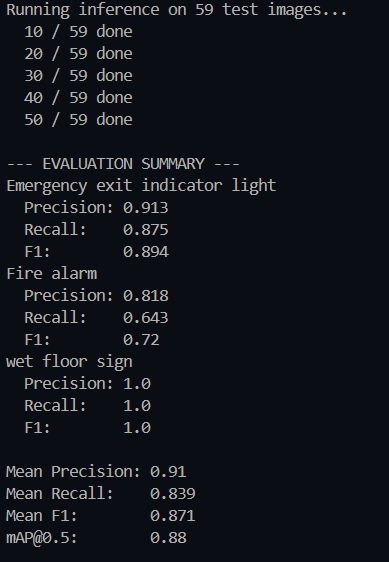 Running inference on 59 test images...
10 / 59 done
20 / 59 done
30 / 59 done
40 / 59 done
50 / 59 done
--- EVALUATION SUMMARY ---
Emergency exit indicator light
Precision: 0.913
Recall: 0.875
F1: 0.894
Fire alarm
Precision: 0.818
Recall: 0.643
F1: 0.72
wet floor sign
Precision: 1.0
Recall: 1.0
F1: 1.0
Mean Precision: 0.91
Mean Recall: 0.839
Mean F1: 0.871
mAP@0.5: 0.88